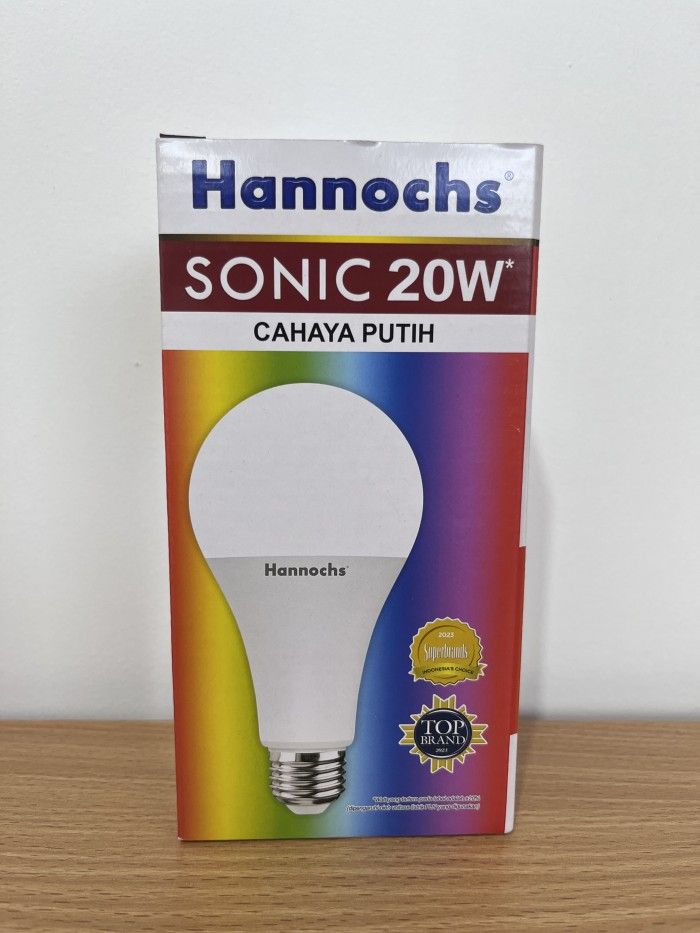 Hannochs®
SONIC 20W*
CAHAYA PUTIH
Hannochs
2023
Superbrands
INDONESIA'S CHOICE
TOP
BRAND
2023